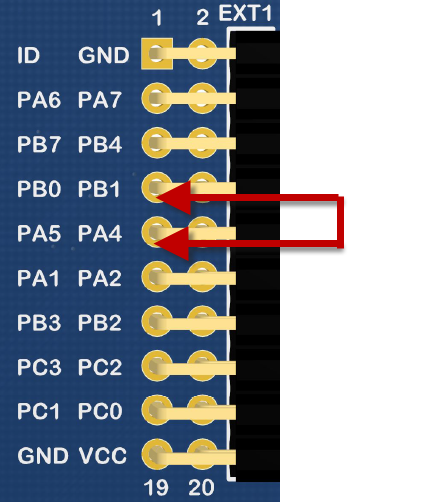 1 2 EXT1
ID GND
PA6 PA7
PB7 PB4
PB0 PB1
PA5 PA4
PA1 PA2
PB3 PB2
PC3 PC2
PC1 PC0
GND VCC
19 20